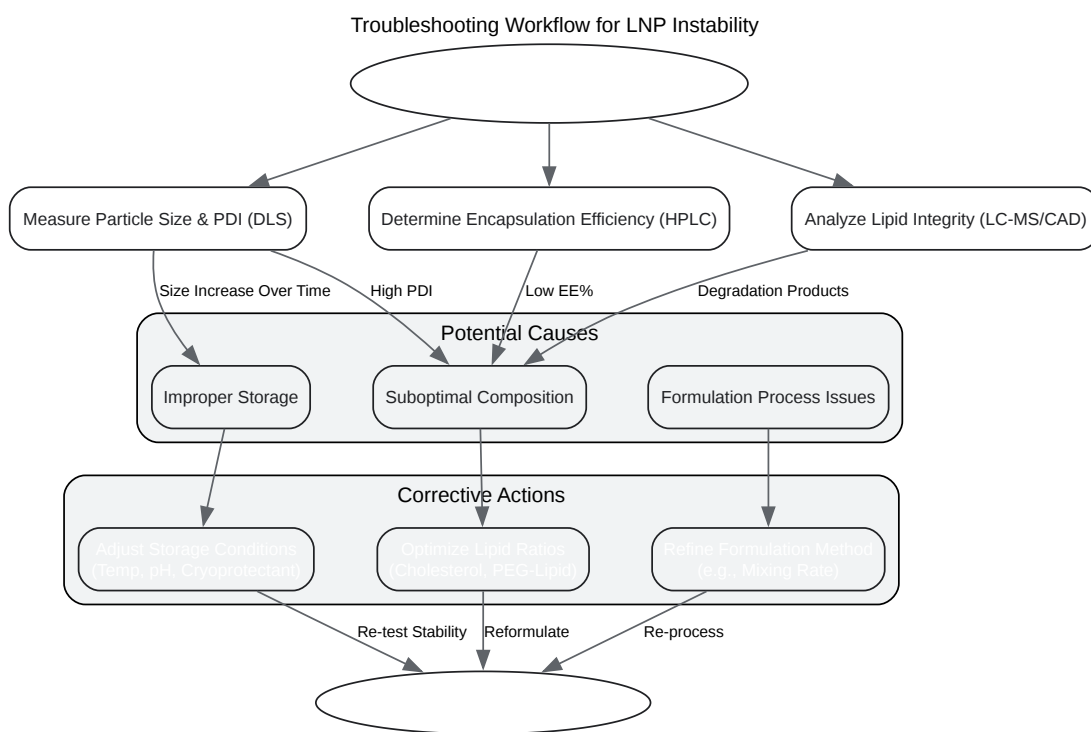 Troubleshooting Workflow for LNP Instability
Measure Particle Size & PDI (DLS)
Determine Encapsulation Efficiency (HPLC)
Analyze Lipid Integrity (LC-MS/CAD)
Size Increase Over Time
High PDI
Low EE%
Degradation Products
Potential Causes
Improper Storage
Suboptimal Composition
Formulation Process Issues
Corrective Actions
Adjust Storage Conditions
(Temp, pH, Cryoprotectant)
Optimize Lipid Ratios
(Cholesterol, PEG-Lipid)
Refine Formulation Method
(e.g., Mixing Rate)
Re-test Stability
Reformulate
Re-process